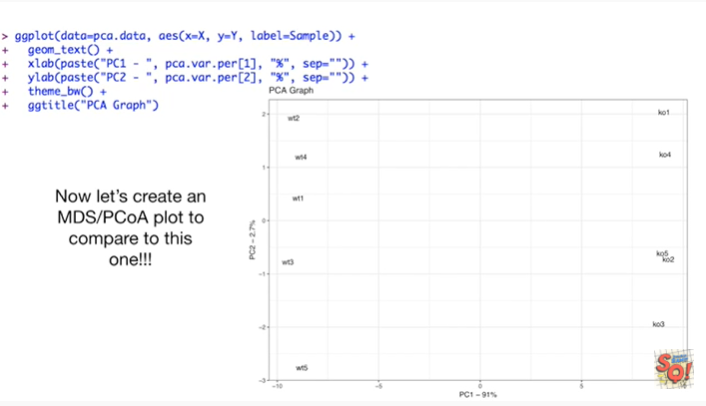 > ggplot(data=pca.data, aes(x=X, y=Y, label=Sample)) +
+ geom_text() +
+ xlab(paste("PC1 - ", pca.var.per[1], "%", sep="")) +
+ ylab(paste("PC2 - ", pca.var.per[2], "%", sep="")) +
+ theme_bw() +
+ ggtitle("PCA Graph")
PCA Graph
Now let's create an
MDS/PCoA plot to
compare to this
one!!!
PC2 - 2.7%
2
1
0
-1
-2
-3
wt2
ko1
wt4
ko4
wt1
wt3
ko5
ko2
ko3
wt5
-10
-5
0
5
PC1 - 91%
SQ!